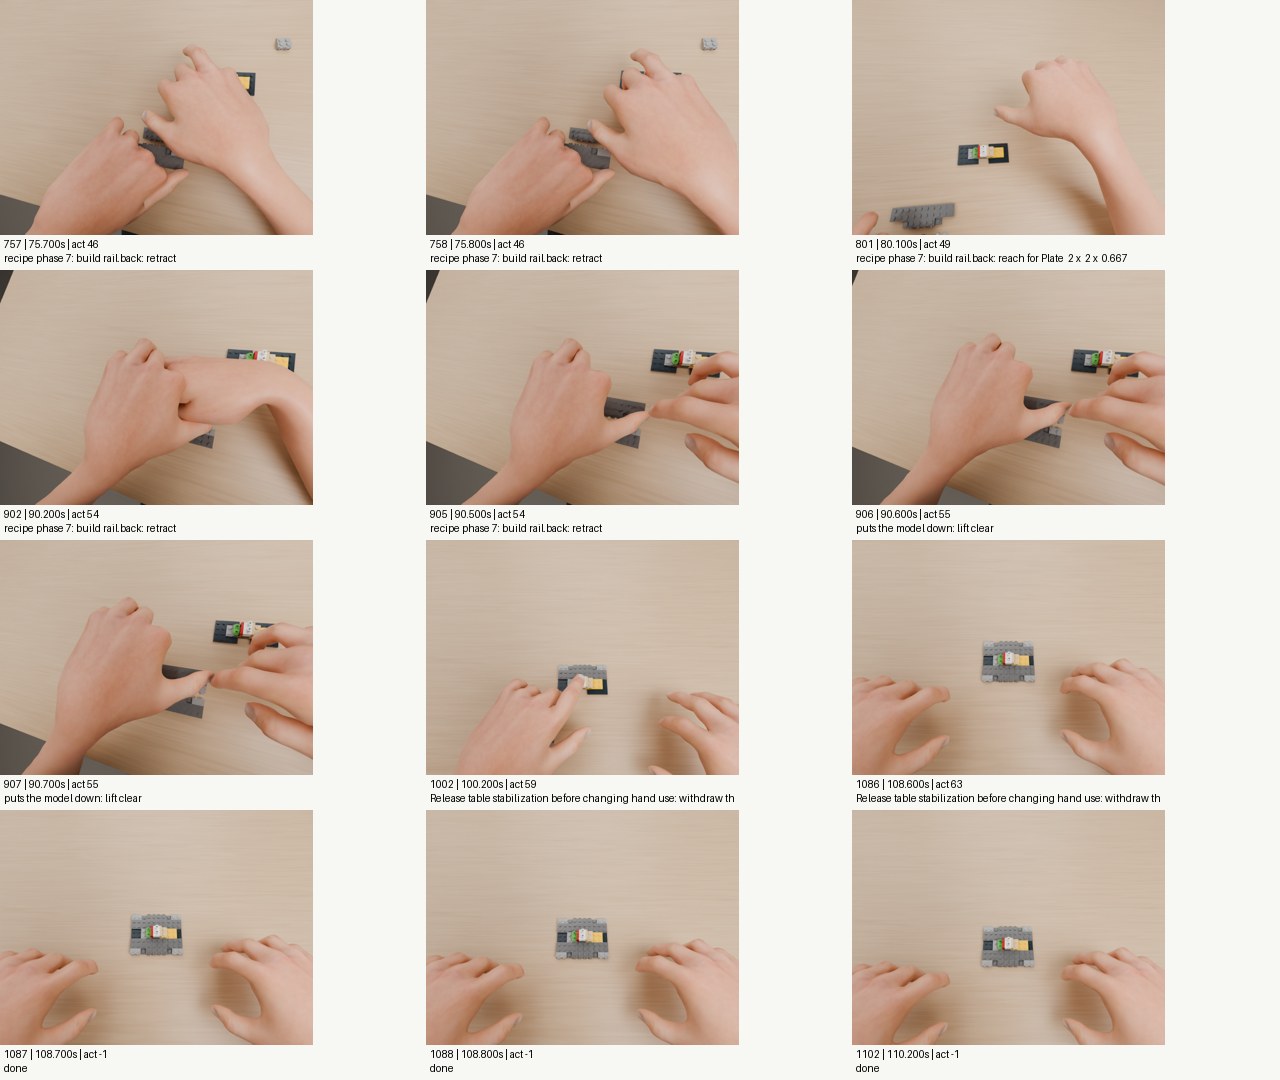 757 | 75.700s | act 46
recipe phase 7: build rail.back: retract
758 | 75.800s | act 46
recipe phase 7: build rail.back: retract
801 | 80.100s | act 49
recipe phase 7: build rail.back: reach for Plate 2 x 2 x 0.667
902 | 90.200s | act 54
recipe phase 7: build rail.back: retract
905 | 90.500s | act 54
recipe phase 7: build rail.back: retract
906 | 90.600s | act 55
puts the model down: lift clear
907 | 90.700s | act 55
puts the model down: lift clear
1002 | 100.200s | act 59
Release table stabilization before changing hand use: withdraw th
1086 | 108.600s | act 63
Release table stabilization before changing hand use: withdraw th
1087 | 108.700s | act -1
done
1088 | 108.800s | act -1
done
1102 | 110.200s | act -1
done